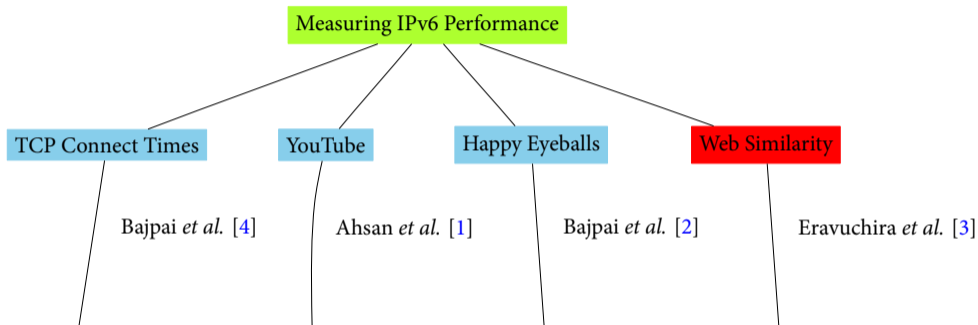 Measuring IPv6 Performance
TCP Connect Times
YouTube
Happy Eyeballs
Web Similarity
Bajpai et al. [4]
Ahsan et al. [1]
Bajpai et al. [2]
Eravuchira et al. [3]